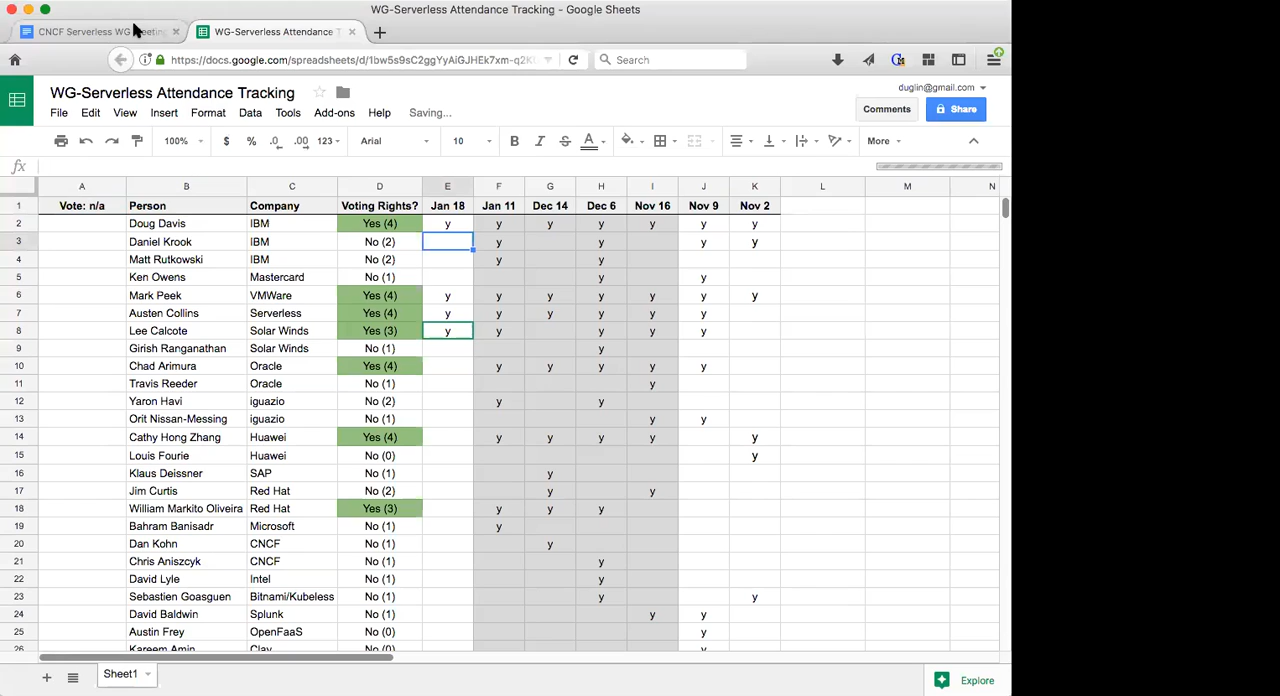 WG-Serverless Attendance Tracking - Google Sheets
CNCF Serverless WG Meeting
WG-Serverless Attendance T
https://docs.google.com/spreadsheets/d/1bw5s9sC2ggYyAiGJHEk7xm-q2KL
Search
WG-Serverless Attendance Tracking
duglin@gmail.com
File Edit View Insert Format Data Tools Add-ons Help Saving...
Comments
Share
100% $ % .0 .00 123 Arial 10 B I S A More
fx
A B C D E F G H I J K L M N
1 Vote: n/a Person Company Voting Rights? Jan 18 Jan 11 Dec 14 Dec 6 Nov 16 Nov 9 Nov 2
2 Doug Davis IBM Yes (4) y y y y y y y
3 Daniel Krook IBM No (2) y y y y
4 Matt Rutkowski IBM No (2) y y
5 Ken Owens Mastercard No (1) y y
6 Mark Peek VMWare Yes (4) y y y y y y y
7 Austen Collins Serverless Yes (4) y y y y y y
8 Lee Calcote Solar Winds Yes (3) y y y y y
9 Girish Ranganathan Solar Winds No (1) y
10 Chad Arimura Oracle Yes (4) y y y y y
11 Travis Reeder Oracle No (1) y
12 Yaron Havi iguazio No (2) y y
13 Orit Nissan-Messing iguazio No (1) y y
14 Cathy Hong Zhang Huawei Yes (4) y y y y y
15 Louis Fourie Huawei No (0) y
16 Klaus Deissner SAP No (1) y
17 Jim Curtis Red Hat No (2) y y
18 William Markito Oliveira Red Hat Yes (3) y y y
19 Bahram Banisadr Microsoft No (1) y
20 Dan Kohn CNCF No (1) y
21 Chris Aniszcyk CNCF No (1) y
22 David Lyle Intel No (1) y
23 Sebastien Goasguen Bitnami/Kubeless No (1) y y
24 David Baldwin Splunk No (1) y y
25 Austin Frey OpenFaaS No (0) y
26 Kareem Amin Clay No (0) y
Sheet1
Explore